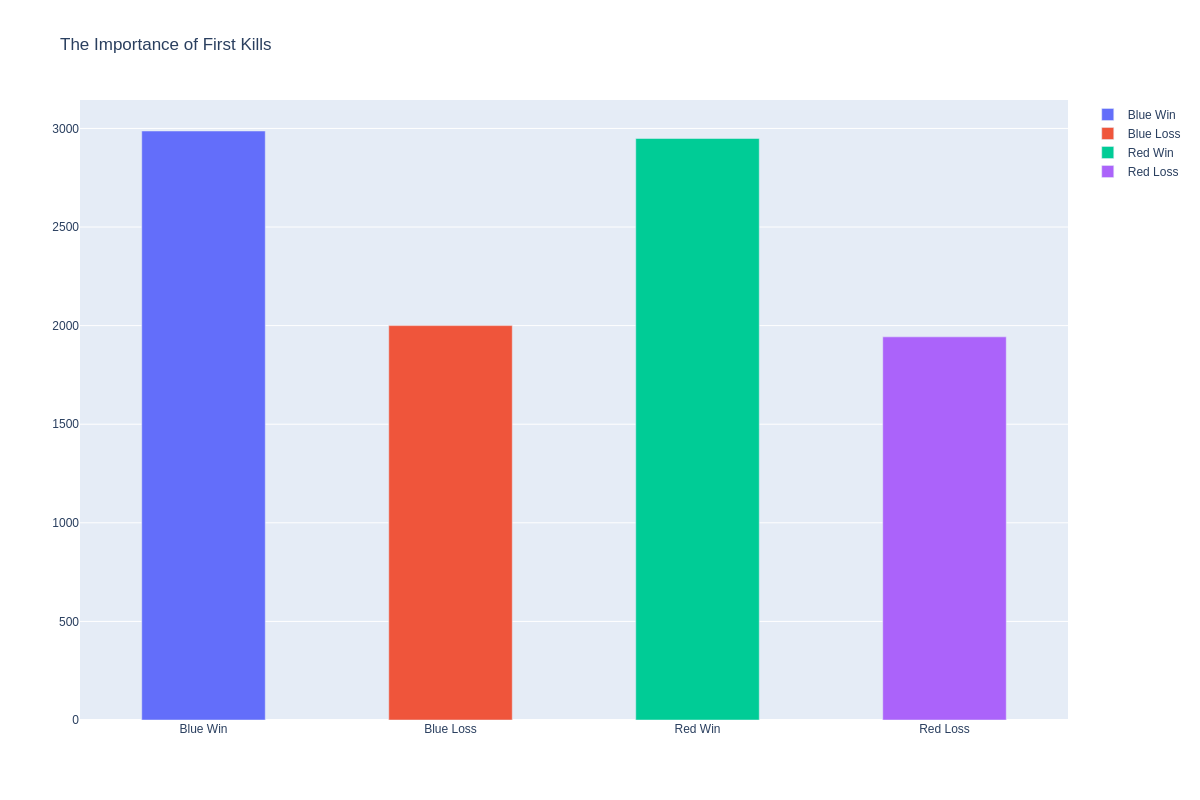 The Importance of First Kills
3000
2500
2000
1500
1000
500
0
Blue Win
Blue Loss
Red Win
Red Loss
Blue Win
Blue Loss
Red Win
Red Loss